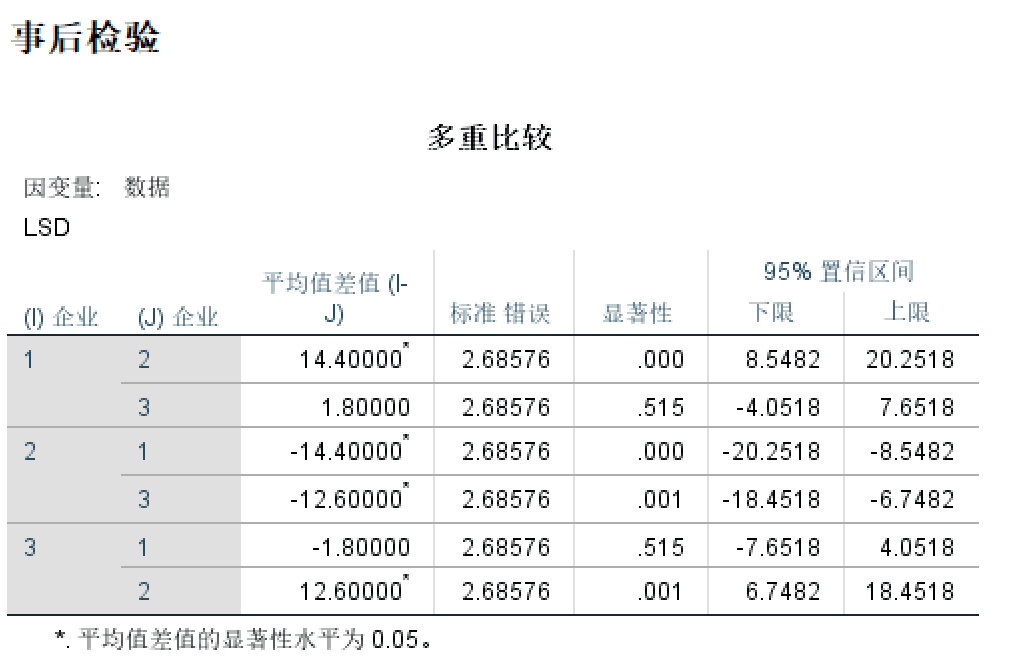 事后检验
多重比较
因变量: 数据
LSD
(I) 企业 (J) 企业 平均值差值 (I-J) 标准 错误 显著性 95% 置信区间
下限 上限
1 2 14.40000* 2.68576 .000 8.5482 20.2518
3 1.80000 2.68576 .515 -4.0518 7.6518
2 1 -14.40000* 2.68576 .000 -20.2518 -8.5482
3 -12.60000* 2.68576 .001 -18.4518 -6.7482
3 1 -1.80000 2.68576 .515 -7.6518 4.0518
2 12.60000* 2.68576 .001 6.7482 18.4518
*. 平均值差值的显著性水平为 0.05。